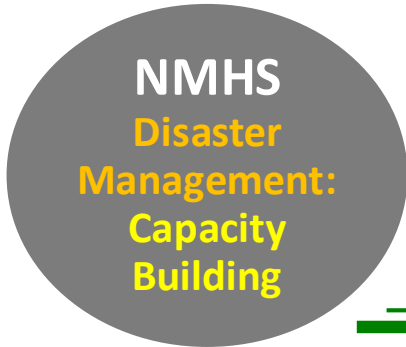 NMHS
Disaster
Management:
Capacity
Building